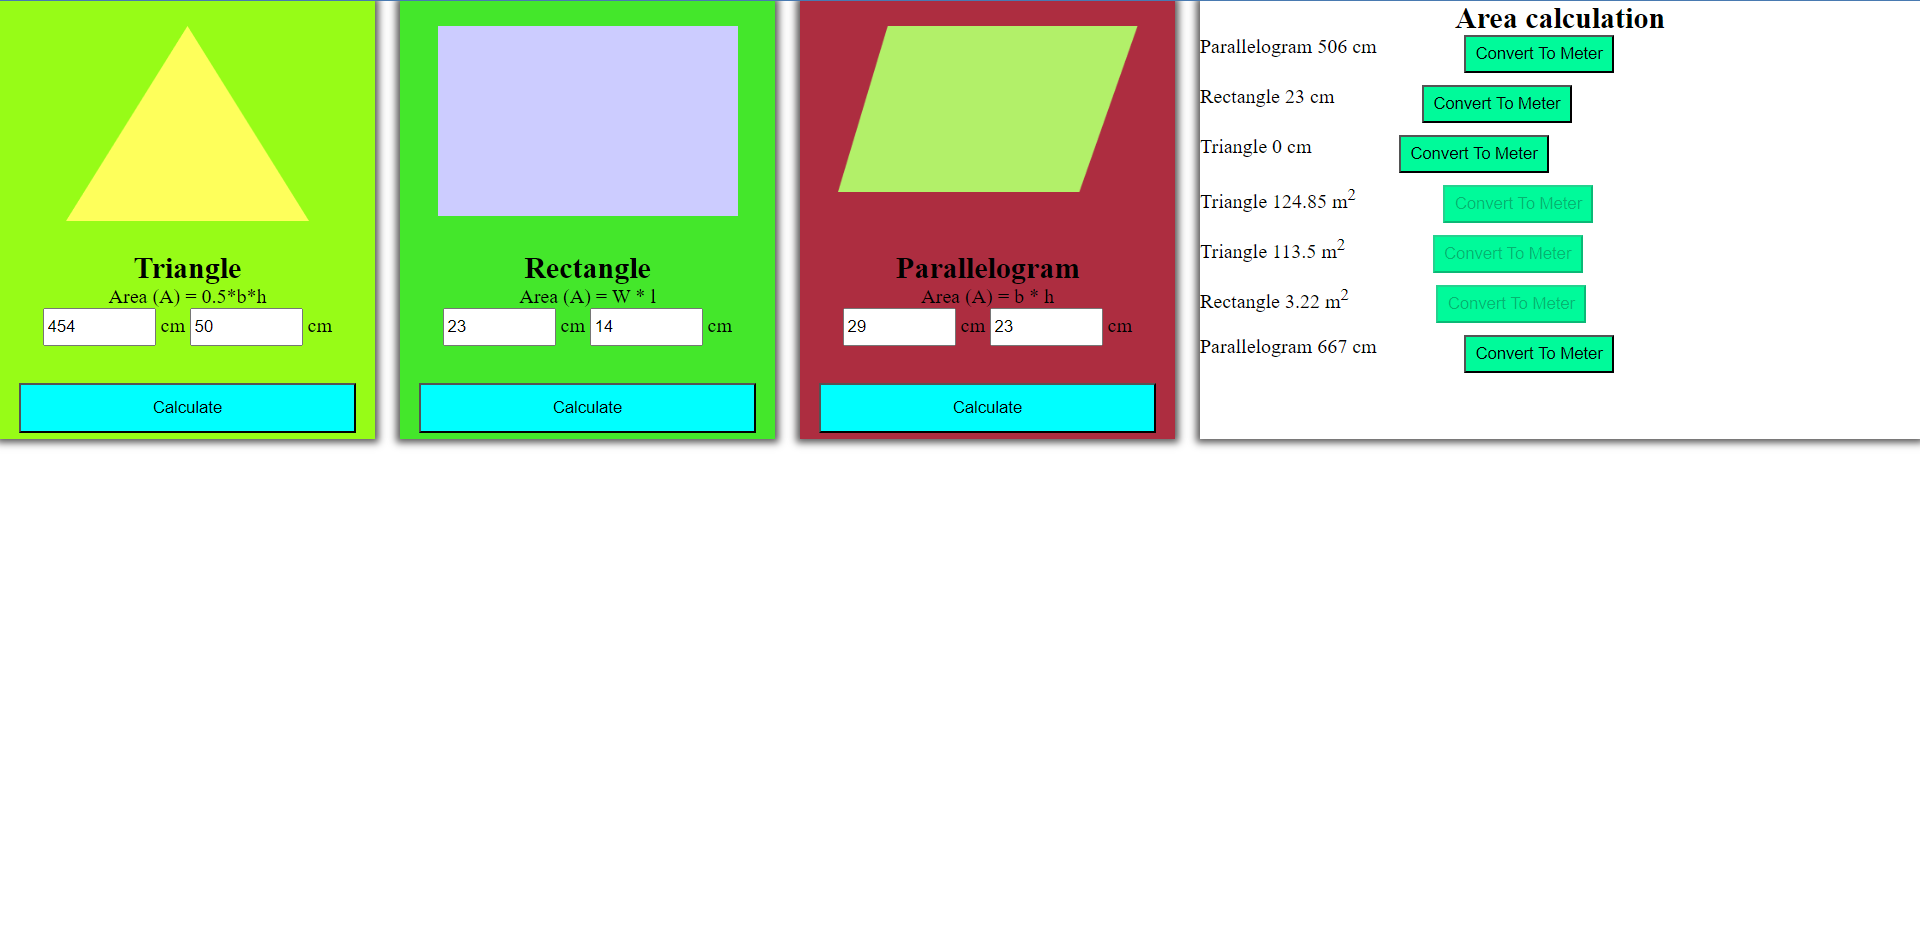 Triangle
Area (A) = 0.5*b*h
454 cm 50 cm
Calculate
Rectangle
Area (A) = W * l
23 cm 14 cm
Calculate
Parallelogram
Area (A) = b * h
29 cm 23 cm
Calculate
Area calculation
Parallelogram 506 cm Convert To Meter
Rectangle 23 cm Convert To Meter
Triangle 0 cm Convert To Meter
Triangle 124.85 m² Convert To Meter
Triangle 113.5 m² Convert To Meter
Rectangle 3.22 m² Convert To Meter
Parallelogram 667 cm Convert To Meter